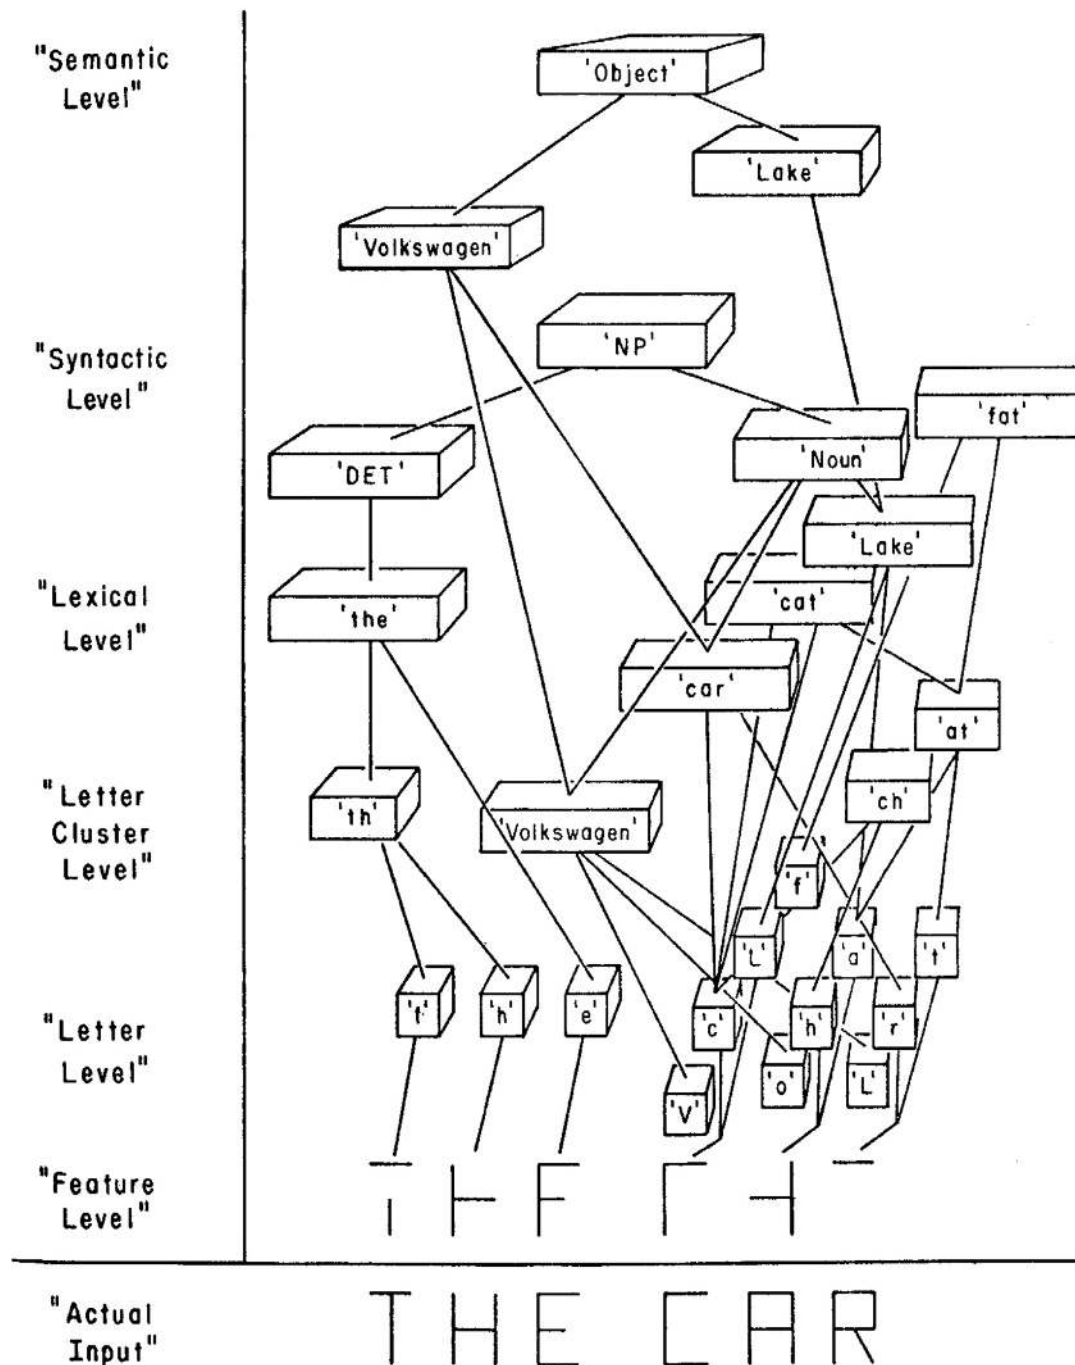 "Semantic
Level"
'Object'
'Lake'
'Volkswagen'
"Syntactic
Level"
'NP'
'fat'
'DET'
'Noun'
"Lexical
Level"
'Lake'
'the'
'cat'
'car'
'at'
"Letter
Cluster
Level"
'th'
'Volkswagen'
'ch'
'f'
"Letter
Level"
'L'
'a'
't'
't'
'h'
'e'
'c'
'h'
'r'
'V'
'o'
'L'
"Feature
Level"
"Actual
Input"
THE CAR